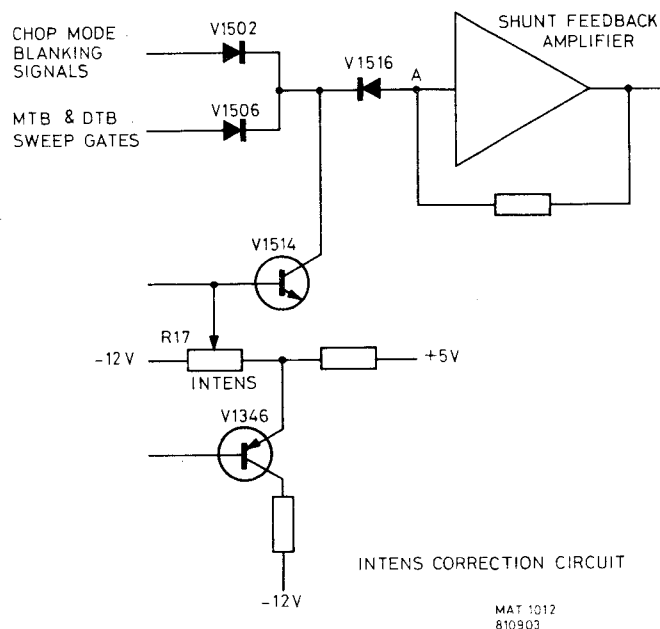 CHOP MODE
BLANKING
SIGNALS
V1502
V1516
A
SHUNT FEEDBACK
AMPLIFIER
MTB & DTB
SWEEP GATES
V1506
V1514
R17
-12V
INTENS
+5V
V1346
-12V
INTENS CORRECTION CIRCUIT
MAT 1012
810903